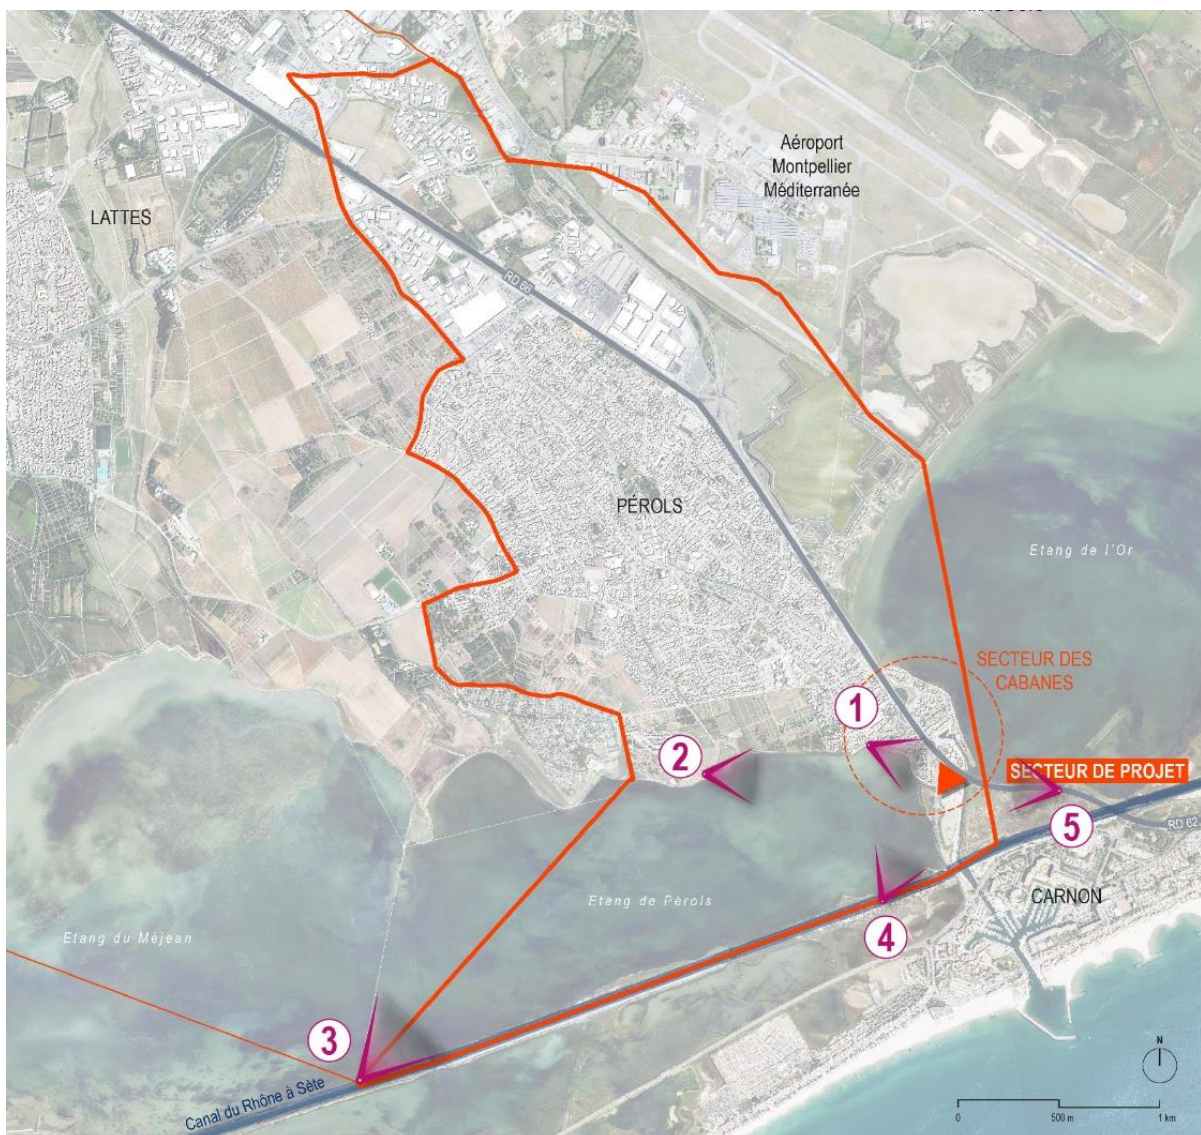 Aéroport
Montpellier
Méditerranée
LATTES
RD 66
PÉROLS
Etang de l'Or
SECTEUR DES
CABANES
1
2
SECTEUR DE PROJET
5
RD 62
Etang de Pérols
CARNON
4
Etang du Méjean
3
Canal du Rhône à Sète
N
0
500 m
1 km